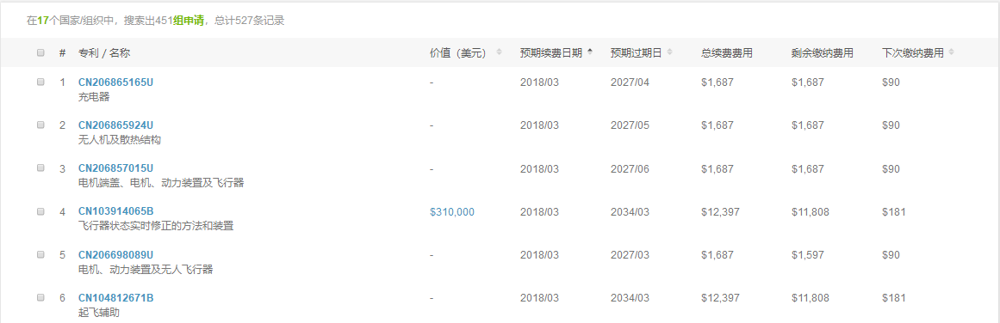 在17个国家/组织中，搜索出451组申请，总计527条记录
# 专利 / 名称 价值（美元） 预期续费日期 预期过期日 总续费费用 剩余缴纳费用 下次缴纳费用
1 CN206865165U - 2018/03 2027/04 $1,687 $1,687 $90
充电器
2 CN206865924U - 2018/03 2027/05 $1,687 $1,687 $90
无人机及散热结构
3 CN206857015U - 2018/03 2027/06 $1,687 $1,687 $90
电机端盖、电机、动力装置及飞行器
4 CN103914065B $310,000 2018/03 2034/03 $12,397 $11,808 $181
飞行器状态实时修正的方法和装置
5 CN206698089U - 2018/03 2027/03 $1,687 $1,597 $90
电机、动力装置及无人飞行器
6 CN104812671B - 2018/03 2034/03 $12,397 $11,808 $181
起飞辅助